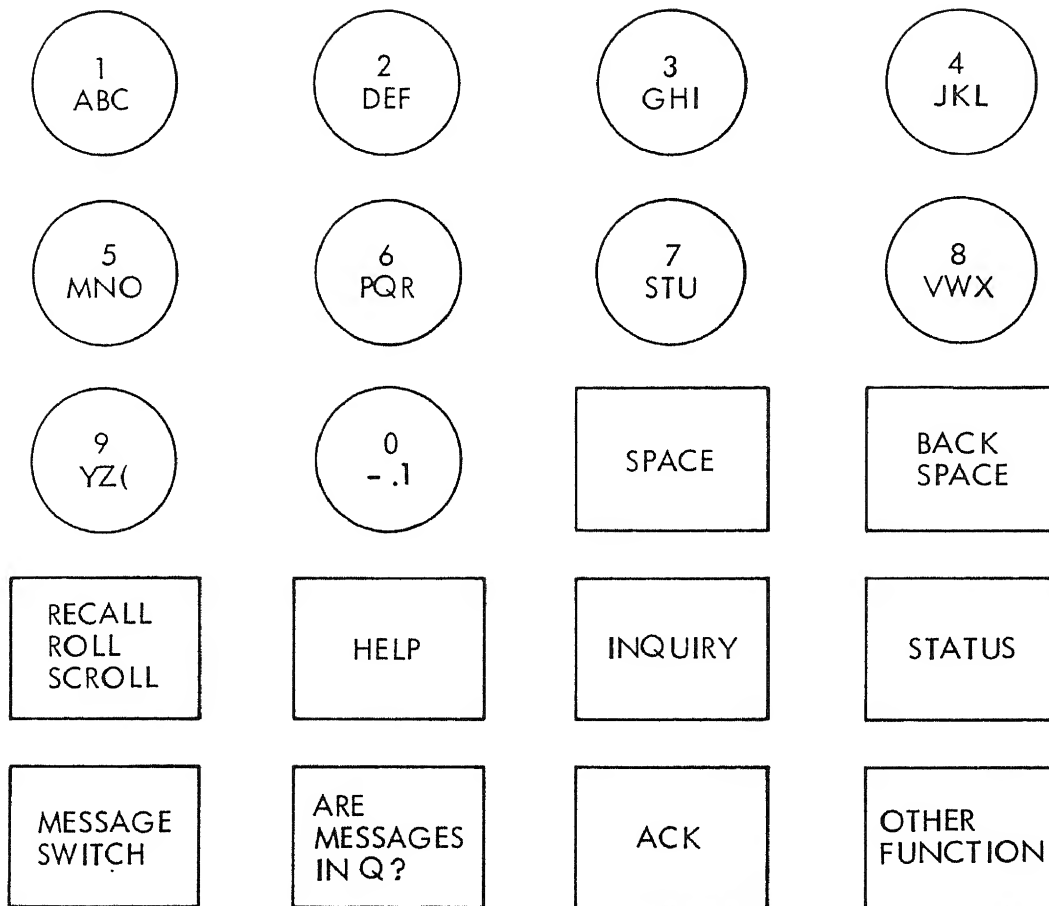 1
ABC
2
DEF
3
GHI
4
JKL
5
MNO
6
PQR
7
STU
8
VWX
9
YZ(
0
- .1
SPACE
BACK
SPACE
RECALL
ROLL
SCROLL
HELP
INQUIRY
STATUS
MESSAGE
SWITCH
ARE
MESSAGES
IN Q?
ACK
OTHER
FUNCTION